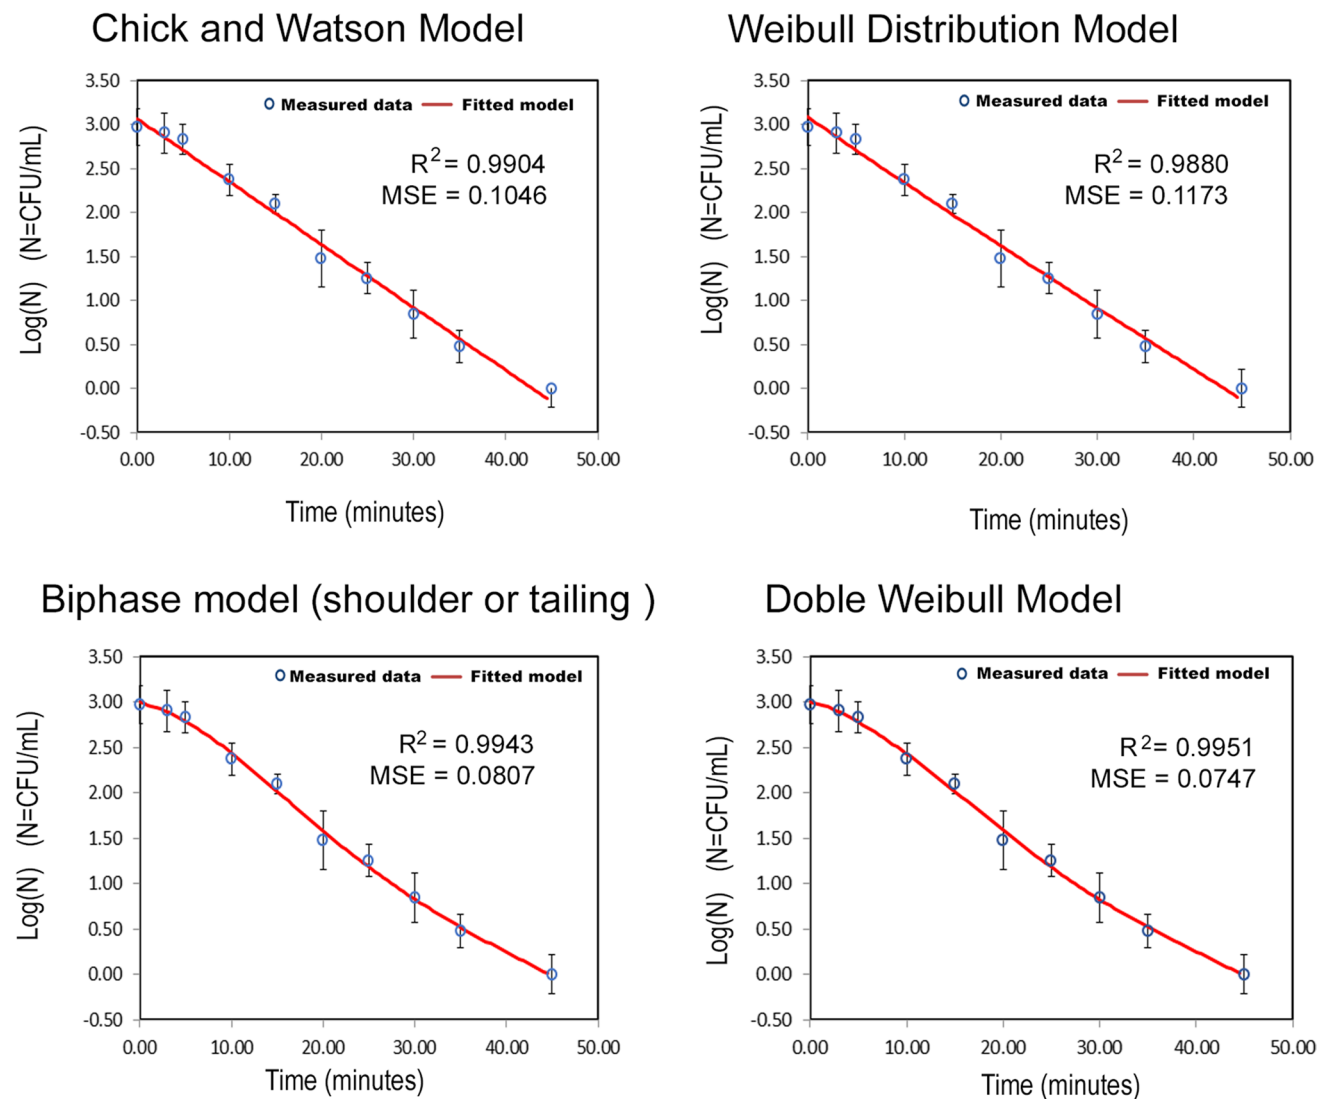 Chick and Watson Model
Log(N) (N=CFU/mL)
3.50
3.00
2.50
2.00
1.50
1.00
0.50
0.00
-0.50
Measured data Fitted model
R2 = 0.9904
MSE = 0.1046
0.00 10.00 20.00 30.00 40.00 50.00
Time (minutes)
Weibull Distribution Model
Log(N) (N=CFU/mL)
3.50
3.00
2.50
2.00
1.50
1.00
0.50
0.00
-0.50
Measured data Fitted model
R2 = 0.9880
MSE = 0.1173
0.00 10.00 20.00 30.00 40.00 50.00
Time (minutes)
Biphase model (shoulder or tailing )
Log(N) (N=CFU/mL)
3.50
3.00
2.50
2.00
1.50
1.00
0.50
0.00
-0.50
Measured data Fitted model
R2 = 0.9943
MSE = 0.0807
0.00 10.00 20.00 30.00 40.00 50.00
Time (minutes)
Doble Weibull Model
Log(N) (N=CFU/mL)
3.50
3.00
2.50
2.00
1.50
1.00
0.50
0.00
-0.50
Measured data Fitted model
R2= 0.9951
MSE = 0.0747
0.00 10.00 20.00 30.00 40.00 50.00
Time (minutes)